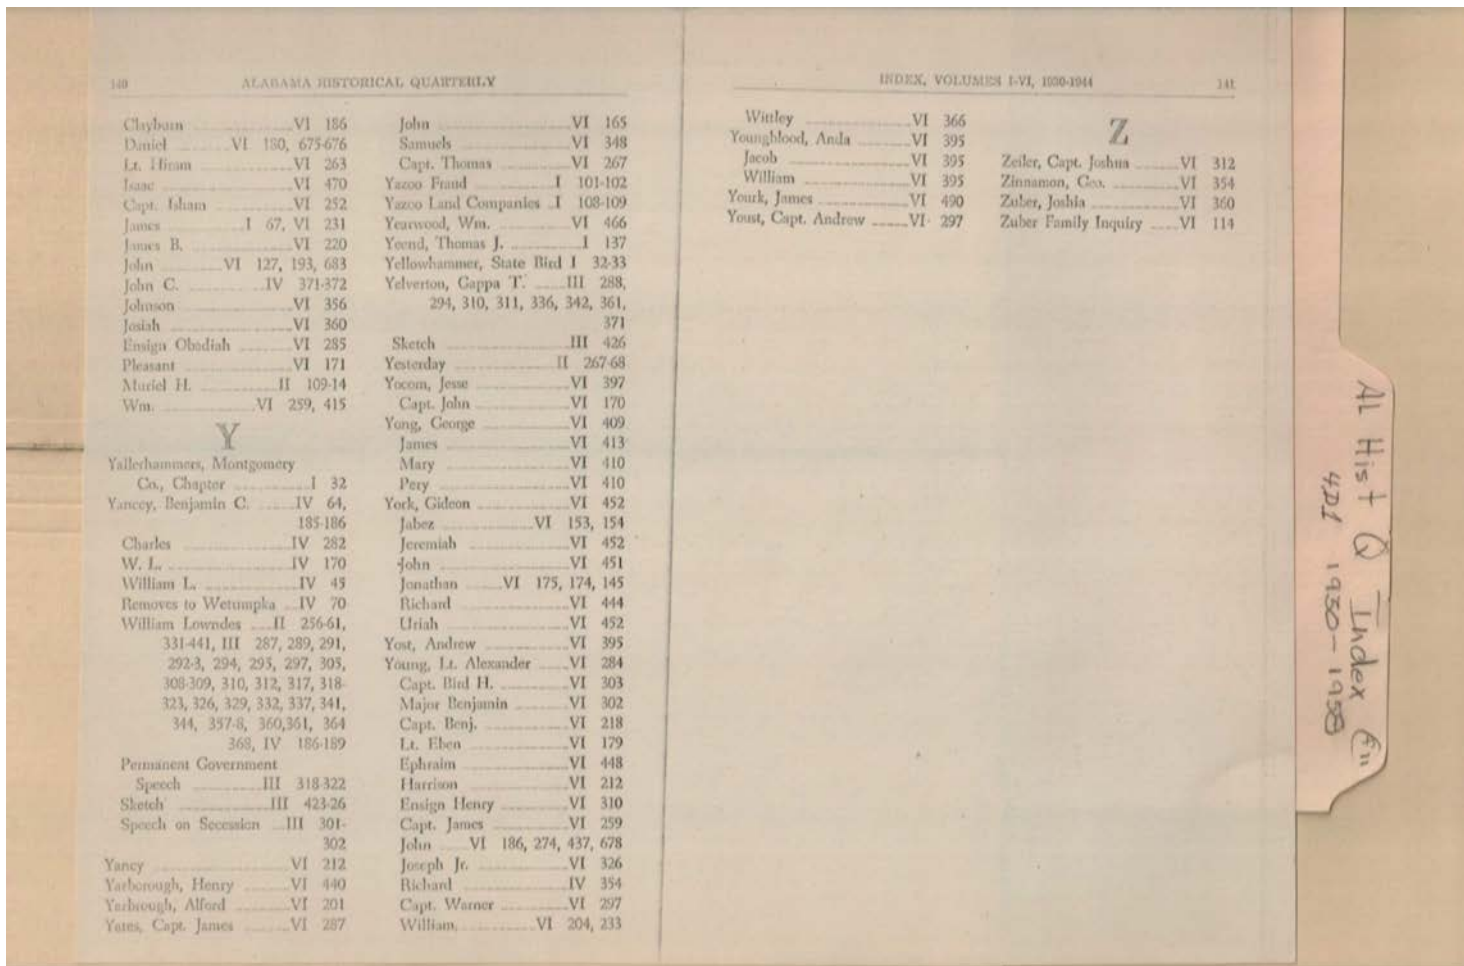 140 ALABAMA HISTORICAL QUARTERLY
Clayburn VI 186
Daniel VI 180, 675-676
Lt. Hiram VI 263
Isaac VI 470
Capt. Isham VI 252
James I 67, VI 231
James B. VI 220
John VI 127, 193, 683
John C. IV 371-372
Johnson VI 356
Josiah VI 360
Ensign Obadiah VI 285
Pleasant VI 171
Muriel H. II 109-14
Wm. VI 259, 415
Y
Yallerhammers, Montgomery
Co., Chapter I 32
Yancey, Benjamin C. IV 64,
185-186
Charles IV 282
W. L. IV 170
William L. IV 45
Removes to Wetumpka IV 70
William Lowndes II 256-61,
331-441, III 287, 289, 291,
292-3, 294, 295, 297, 305,
308-309, 310, 312, 317, 318-
323, 326, 329, 332, 337, 341,
344, 357-8, 360,361, 364
368, IV 186-189
Permanent Government
Speech III 318-322
Sketch III 423-26
Speech on Secession III 301-
302
Yancy VI 212
Yarborough, Henry VI 440
Yarbrough, Alford VI 201
Yates, Capt. James VI 287
John VI 165
Samuels VI 348
Capt. Thomas VI 267
Yazoo Fraud I 101-102
Yazoo Land Companies I 108-109
Yearwood, Wm. VI 466
Yeend, Thomas J. I 137
Yellowhammer, State Bird I 32-33
Yelverton, Gappa T. III 288,
294, 310, 311, 336, 342, 361,
371
Sketch III 426
Yesterday II 267-68
Yocom, Jesse VI 397
Capt. John VI 170
Yong, George VI 409
James VI 413
Mary VI 410
Pery VI 410
York, Gideon VI 452
Jabez VI 153, 154
Jeremiah VI 452
John VI 451
Jonathan VI 175, 174, 145
Richard VI 444
Uriah VI 452
Yost, Andrew VI 395
Young, Lt. Alexander VI 284
Capt. Bird H. VI 303
Major Benjamin VI 302
Capt. Benj. VI 218
Lt. Eben VI 179
Ephraim VI 448
Harrison VI 212
Ensign Henry VI 310
Capt. James VI 259
John VI 186, 274, 437, 678
Joseph Jr. VI 326
Richard IV 354
Capt. Warner VI 297
William, VI 204, 233
INDEX, VOLUMES I-VI, 1930-1944 141
Wittley VI 366
Youngblood, Anda VI 395
Jacob VI 395
William VI 395
Yourk, James VI 490
Youst, Capt. Andrew VI 297
Z
Zeiler, Capt. Joshua VI 312
Zinnamon, Geo. VI 354
Zuber, Joshia VI 360
Zuber Family Inquiry VI 114
AL Hist Q Index
1930-1958